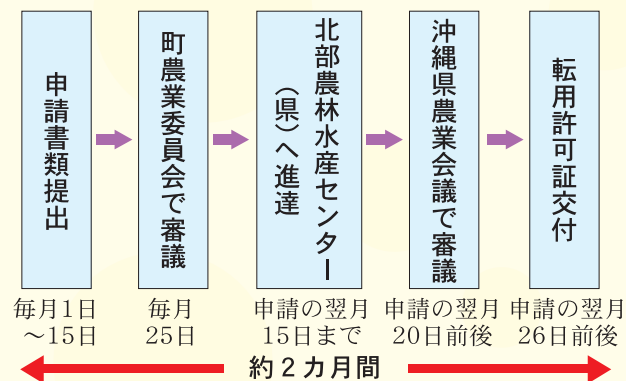 申請書類提出
町農業委員会で審議
北部農林水産センター
（県）へ進達
沖縄県農業会議で審議
転用許可証交付
毎月1日
～15日
毎月
25日
申請の翌月
15日まで
申請の翌月
20日前後
申請の翌月
26日前後
約2カ月間